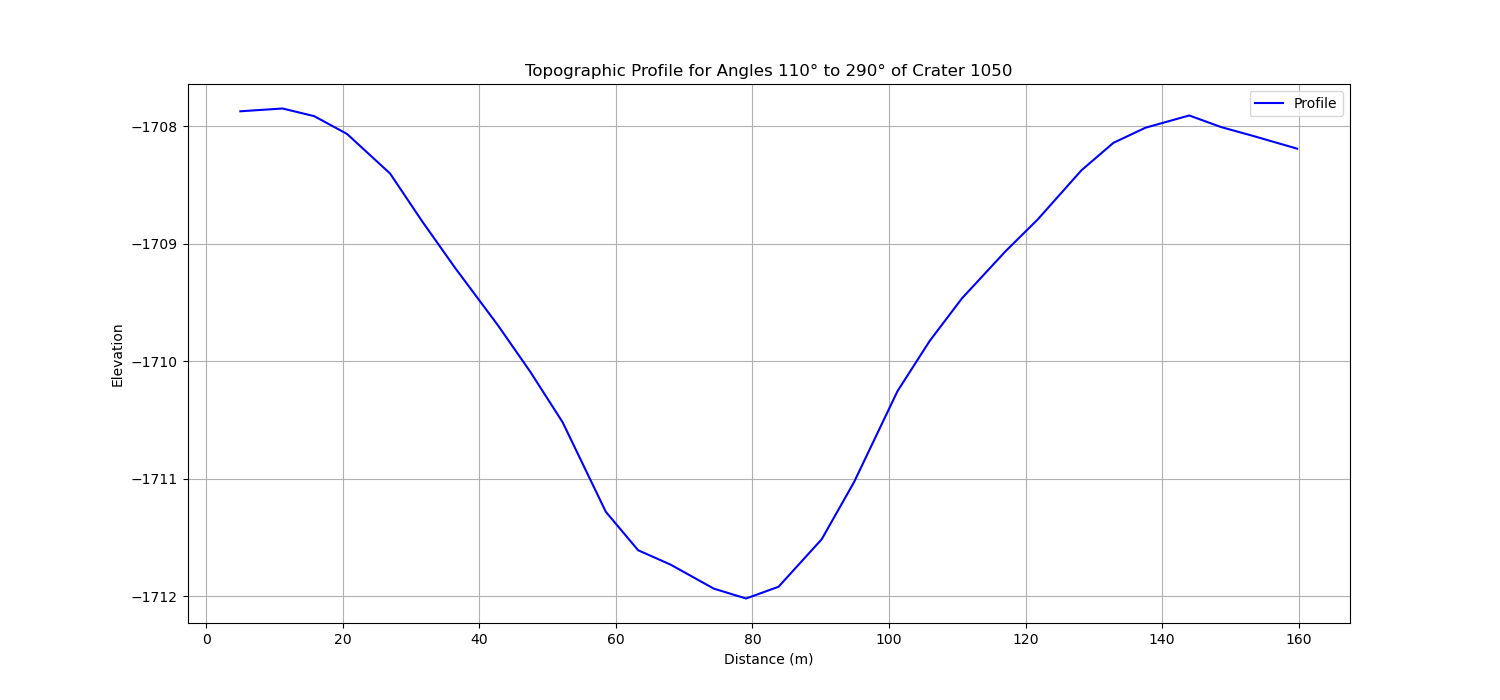 Topographic Profile for Angles 110° to 290° of Crater 1050
Profile
−1708
−1709
−1710
−1711
−1712
Elevation
0 20 40 60 80 100 120 140 160
Distance (m)